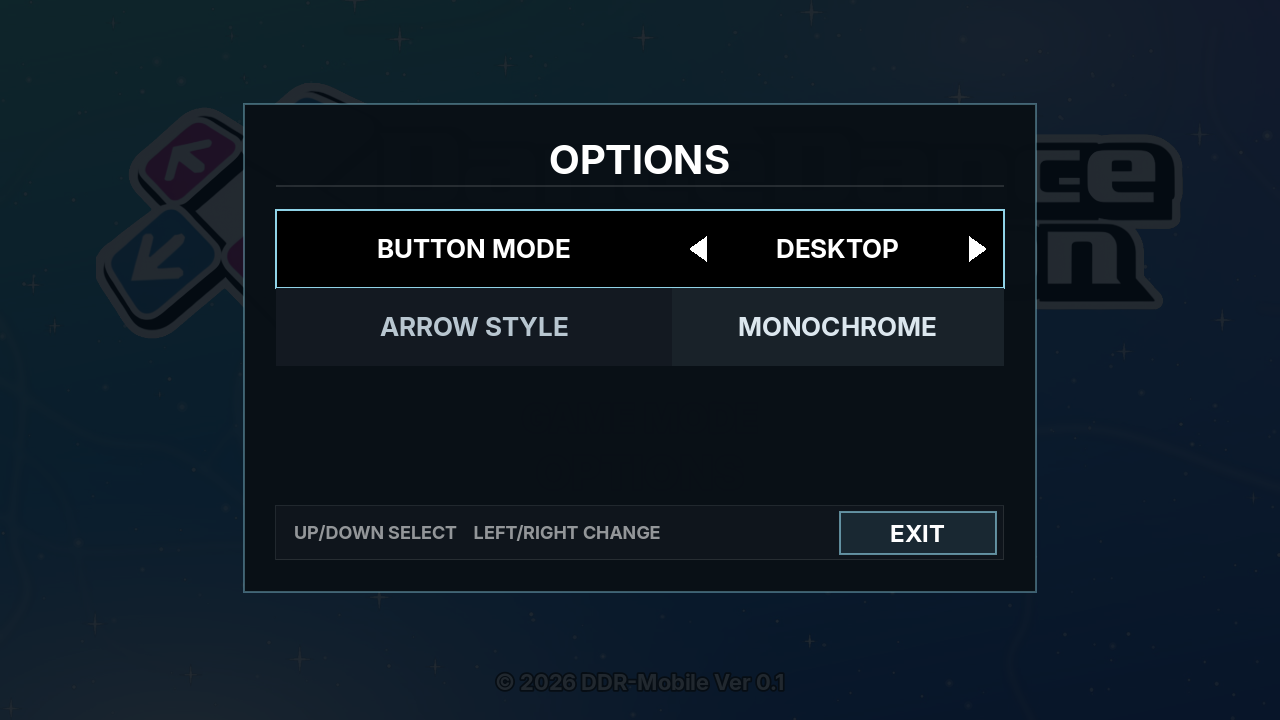 OPTIONS
BUTTON MODE DESKTOP
ARROW STYLE MONOCHROME
UP/DOWN SELECT LEFT/RIGHT CHANGE EXIT
© 2026 DDR-Mobile Ver 0.1